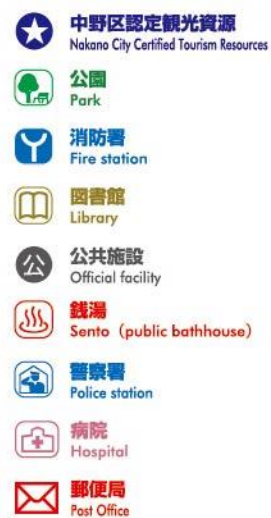 中野区認定観光資源
Nakano City Certified Tourism Resources
公園
Park
消防署
Fire station
図書館
Library
公
公共施設
Official facility
銭湯
Sento（public bathhouse）
警察署
Police station
病院
Hospital
郵便局
Post Office